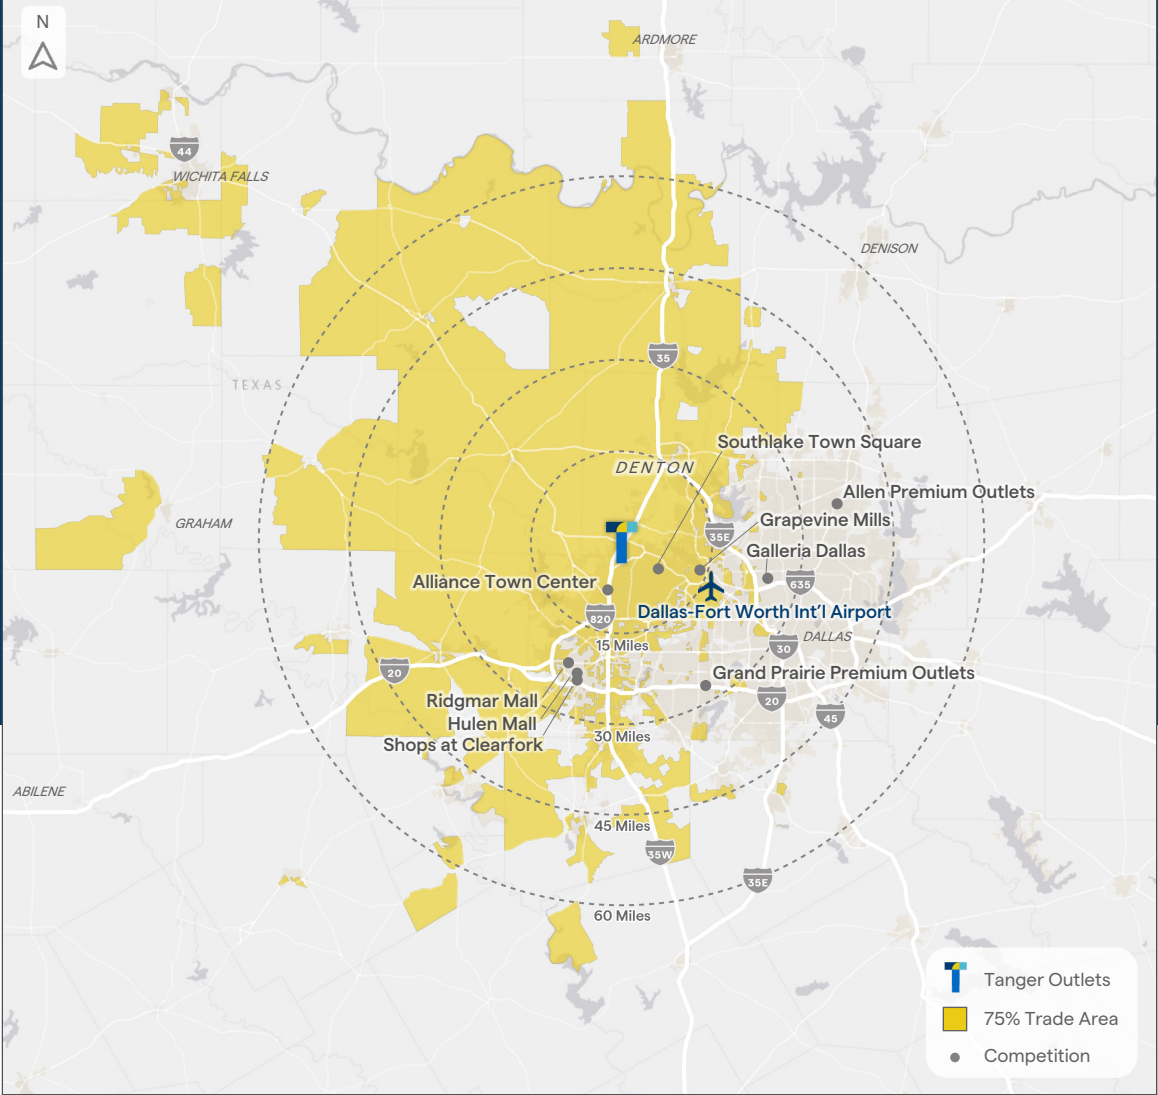 N
ARDMORE
44
WICHITA FALLS
DENISON
35
TEXAS
Southlake Town Square
DENTON
Allen Premium Outlets
GRAHAM
Grapevine Mills
35E
Galleria Dallas
Alliance Town Center
635
Dallas-Fort Worth Int'l Airport
820
DALLAS
15 Miles
30
20
Grand Prairie Premium Outlets
Ridgmar Mall
20
Hulen Mall
45
30 Miles
Shops at Clearfork
ABILENE
45 Miles
35W
35E
60 Miles
Tanger Outlets
75% Trade Area
Competition